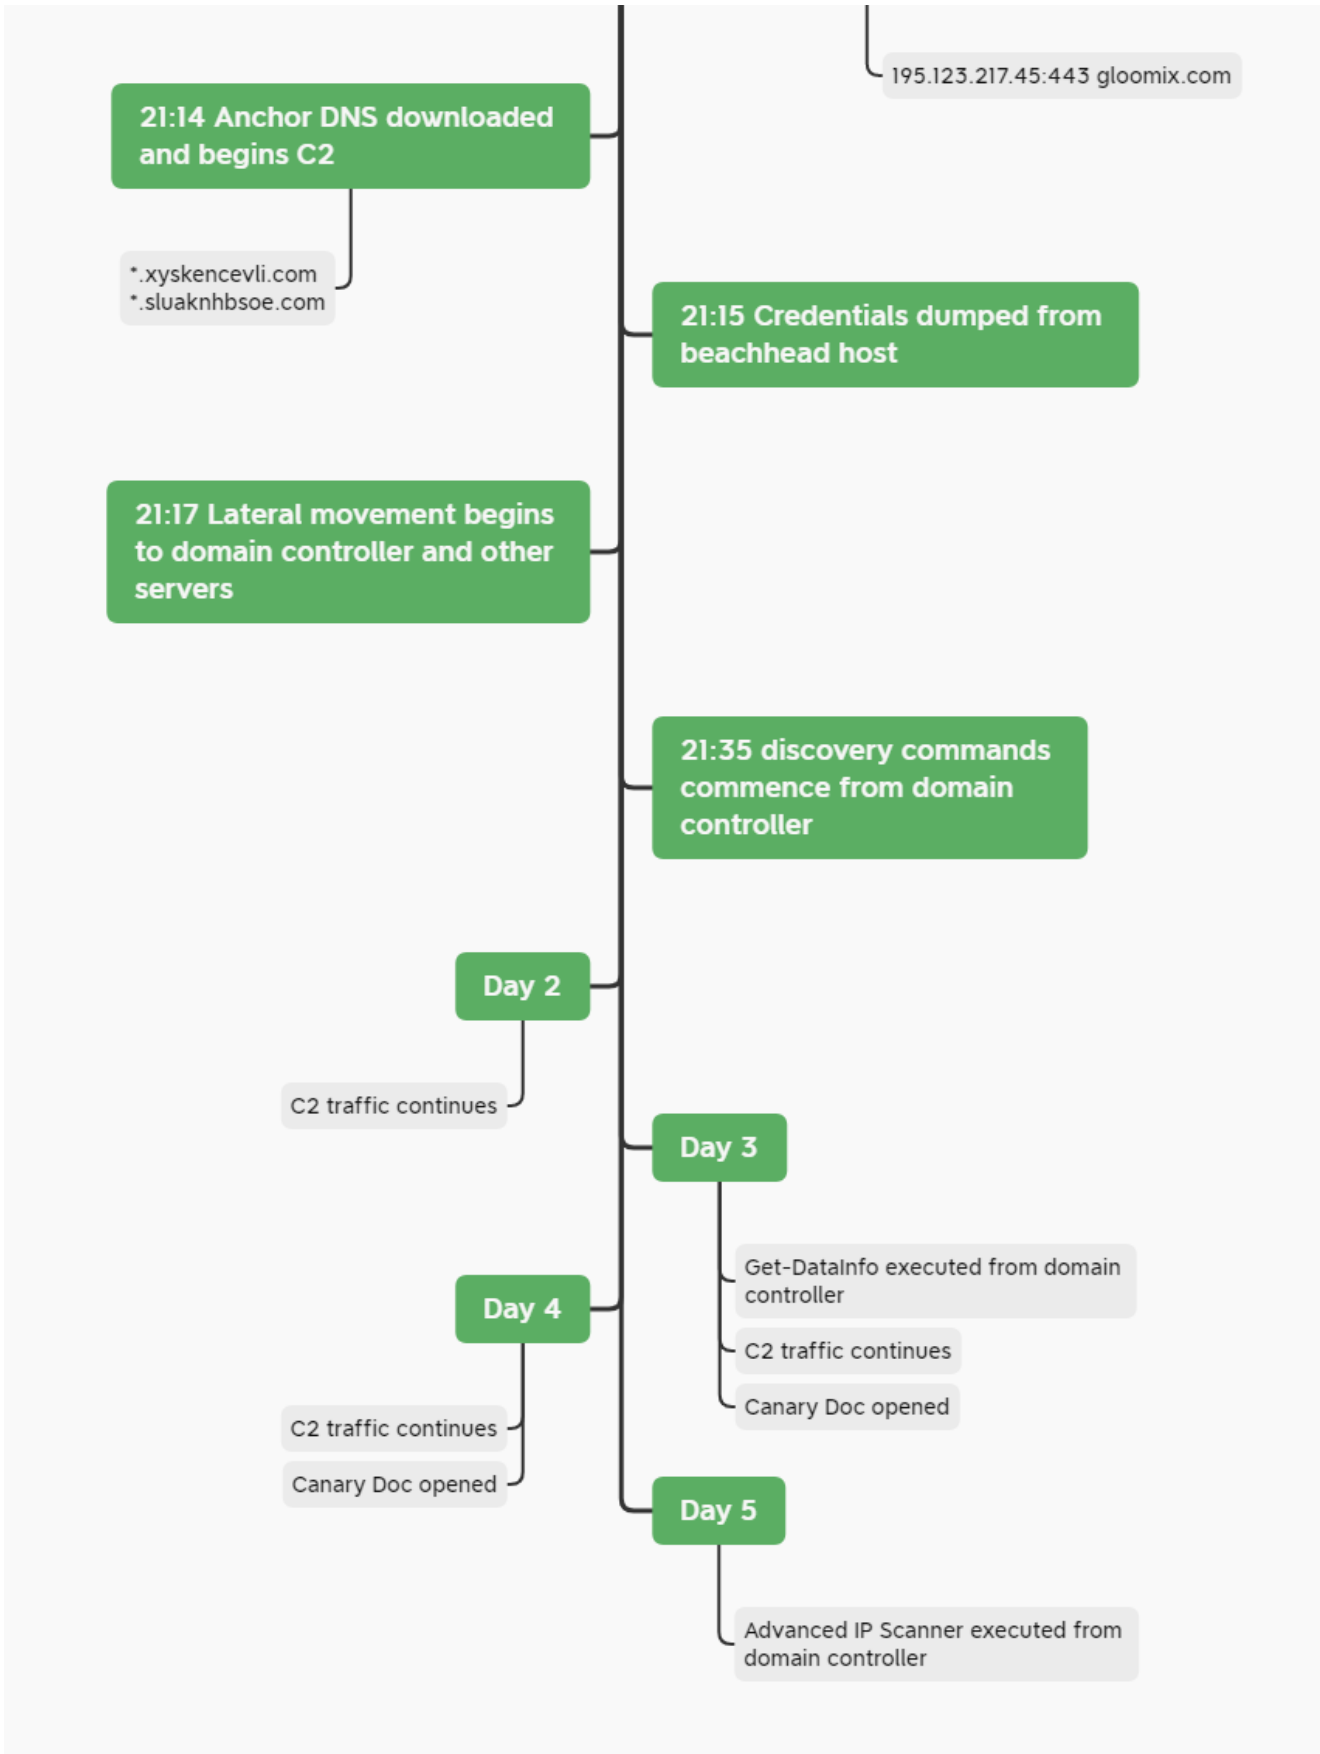 195.123.217.45:443 gloomix.com
21:14 Anchor DNS downloaded
and begins C2
*.xyskencevli.com
*.sluaknhbsoe.com
21:15 Credentials dumped from
beachhead host
21:17 Lateral movement begins
to domain controller and other
servers
21:35 discovery commands
commence from domain
controller
Day 2
C2 traffic continues
Day 3
Get-DataInfo executed from domain
controller
C2 traffic continues
Canary Doc opened
Day 4
C2 traffic continues
Canary Doc opened
Day 5
Advanced IP Scanner executed from
domain controller